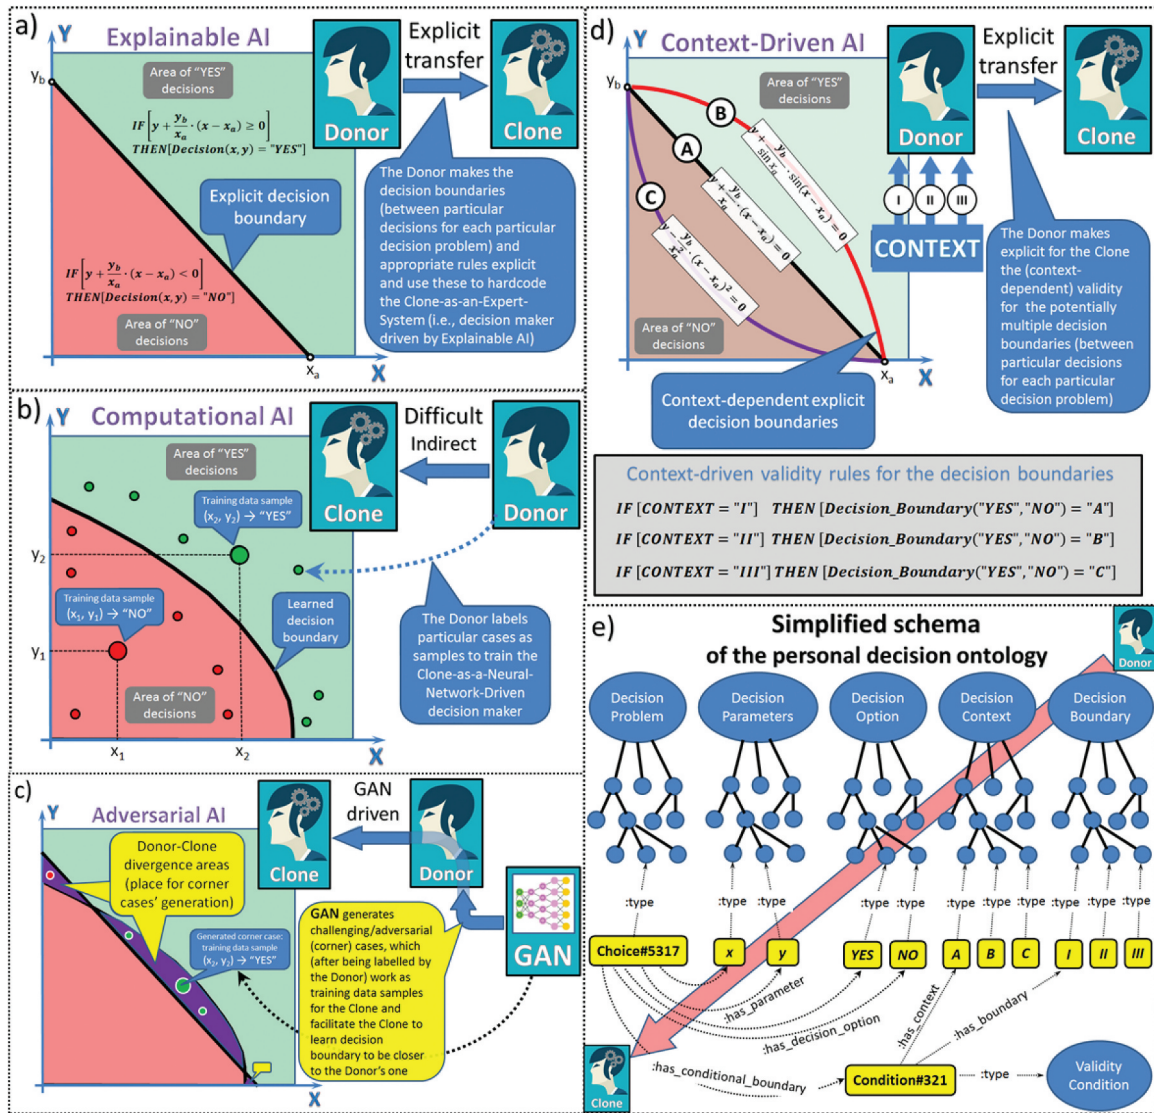 a)
Y
Explainable AI
y_b
Area of "YES"
decisions
IF [y + y_b/x_a · (x − x_a) ≥ 0]
THEN[Decision(x, y) = "YES"]
Explicit decision
boundary
IF [y + y_b/x_a · (x − x_a) < 0]
THEN[Decision(x, y) = "NO"]
Area of "NO"
decisions
x_a
X
Donor
Explicit
transfer
Clone
The Donor makes the
decision boundaries
(between particular
decisions for each particular
decision problem) and
appropriate rules explicit
and use these to hardcode
the Clone-as-an-Expert-
System (i.e., decision maker
driven by Explainable AI)
b)
Y
Computational AI
Area of "YES"
decisions
Training data sample
(x₂, y₂) → "YES"
y₂
Training data sample
(x₁, y₁) → "NO"
y₁
Learned
decision
boundary
Area of "NO"
decisions
x₁
x₂
X
Clone
Difficult
Indirect
Donor
The Donor labels
particular cases as
samples to train the
Clone-as-a-Neural-
Network-Driven
decision maker
c)
Y
Adversarial AI
Donor-Clone
divergence areas
(place for corner
cases' generation)
Generated corner case:
training data sample
(x₂, y₂) → "YES"
X
Clone
GAN
driven
Donor
GAN
GAN generates
challenging/adversarial
(corner) cases, which
(after being labelled
by the Donor) work as
training data samples
for the Clone and
facilitate the Clone to
learn decision
boundary to be closer
to the Donor's one
d)
Y
Context-Driven AI
y_b
Area of "YES"
decisions
B
A
C
y + y_b/sin x_a · sin(x − x_a) = 0
y + y_b/x_a · (x − x_a) = 0
y − y_b/x_a² · (x − x_a)² = 0
Area of "NO"
decisions
x_a
X
Donor
Explicit
transfer
Clone
I
II
III
CONTEXT
The Donor makes
explicit for the Clone
the (context-
dependent) validity
for the potentially
multiple decision
boundaries (between
particular decisions
for each particular
decision problem)
Context-dependent explicit
decision boundaries
Context-driven validity rules for the decision boundaries
IF [CONTEXT = "I"] THEN [Decision_Boundary("YES", "NO") = "A"]
IF [CONTEXT = "II"] THEN [Decision_Boundary("YES", "NO") = "B"]
IF [CONTEXT = "III"] THEN [Decision_Boundary("YES", "NO") = "C"]
e)
Simplified schema
of the personal decision ontology
Donor
Decision
Problem
Decision
Parameters
Decision
Option
Decision
Context
Decision
Boundary
:type
:type
:type
:type
:type
:type
:type
:type
:type
:type
:type
Choice#5317
x
y
YES
NO
A
B
C
I
II
III
:has_parameter
:has_decision_option
:has_context
:has_boundary
:has_conditional_boundary
Condition#321
:type
Validity
Condition
Clone